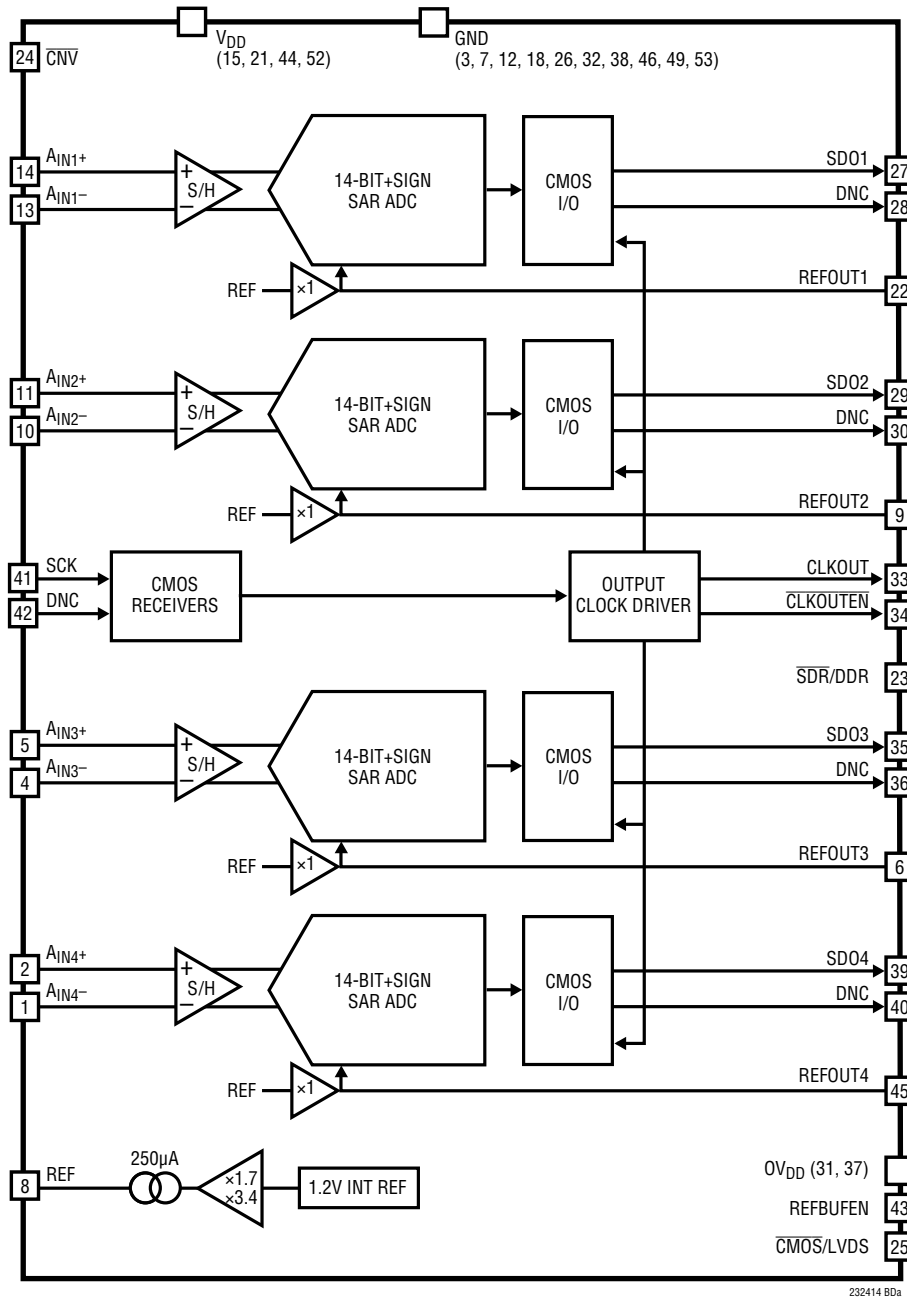 VDD
(15, 21, 44, 52)
GND
(3, 7, 12, 18, 26, 32, 38, 46, 49, 53)
24 CNV
14 AIN1+
13 AIN1–
+
S/H
–
14-BIT+SIGN
SAR ADC
CMOS
I/O
SDO1 27
DNC 28
REF ×1 REFOUT1 22
11 AIN2+
10 AIN2–
+
S/H
–
14-BIT+SIGN
SAR ADC
CMOS
I/O
SDO2 29
DNC 30
REF ×1 REFOUT2 9
41 SCK
42 DNC
CMOS
RECEIVERS
OUTPUT
CLOCK DRIVER
CLKOUT 33
CLKOUTEN 34
SDR/DDR 23
5 AIN3+
4 AIN3–
+
S/H
–
14-BIT+SIGN
SAR ADC
CMOS
I/O
SDO3 35
DNC 36
REF ×1 REFOUT3 6
2 AIN4+
1 AIN4–
+
S/H
–
14-BIT+SIGN
SAR ADC
CMOS
I/O
SDO4 39
DNC 40
REF ×1 REFOUT4 45
8 REF
250µA
×1.7
×3.4
1.2V INT REF
OVDD (31, 37)
REFBUFEN 43
CMOS/LVDS 25
232414 BDa